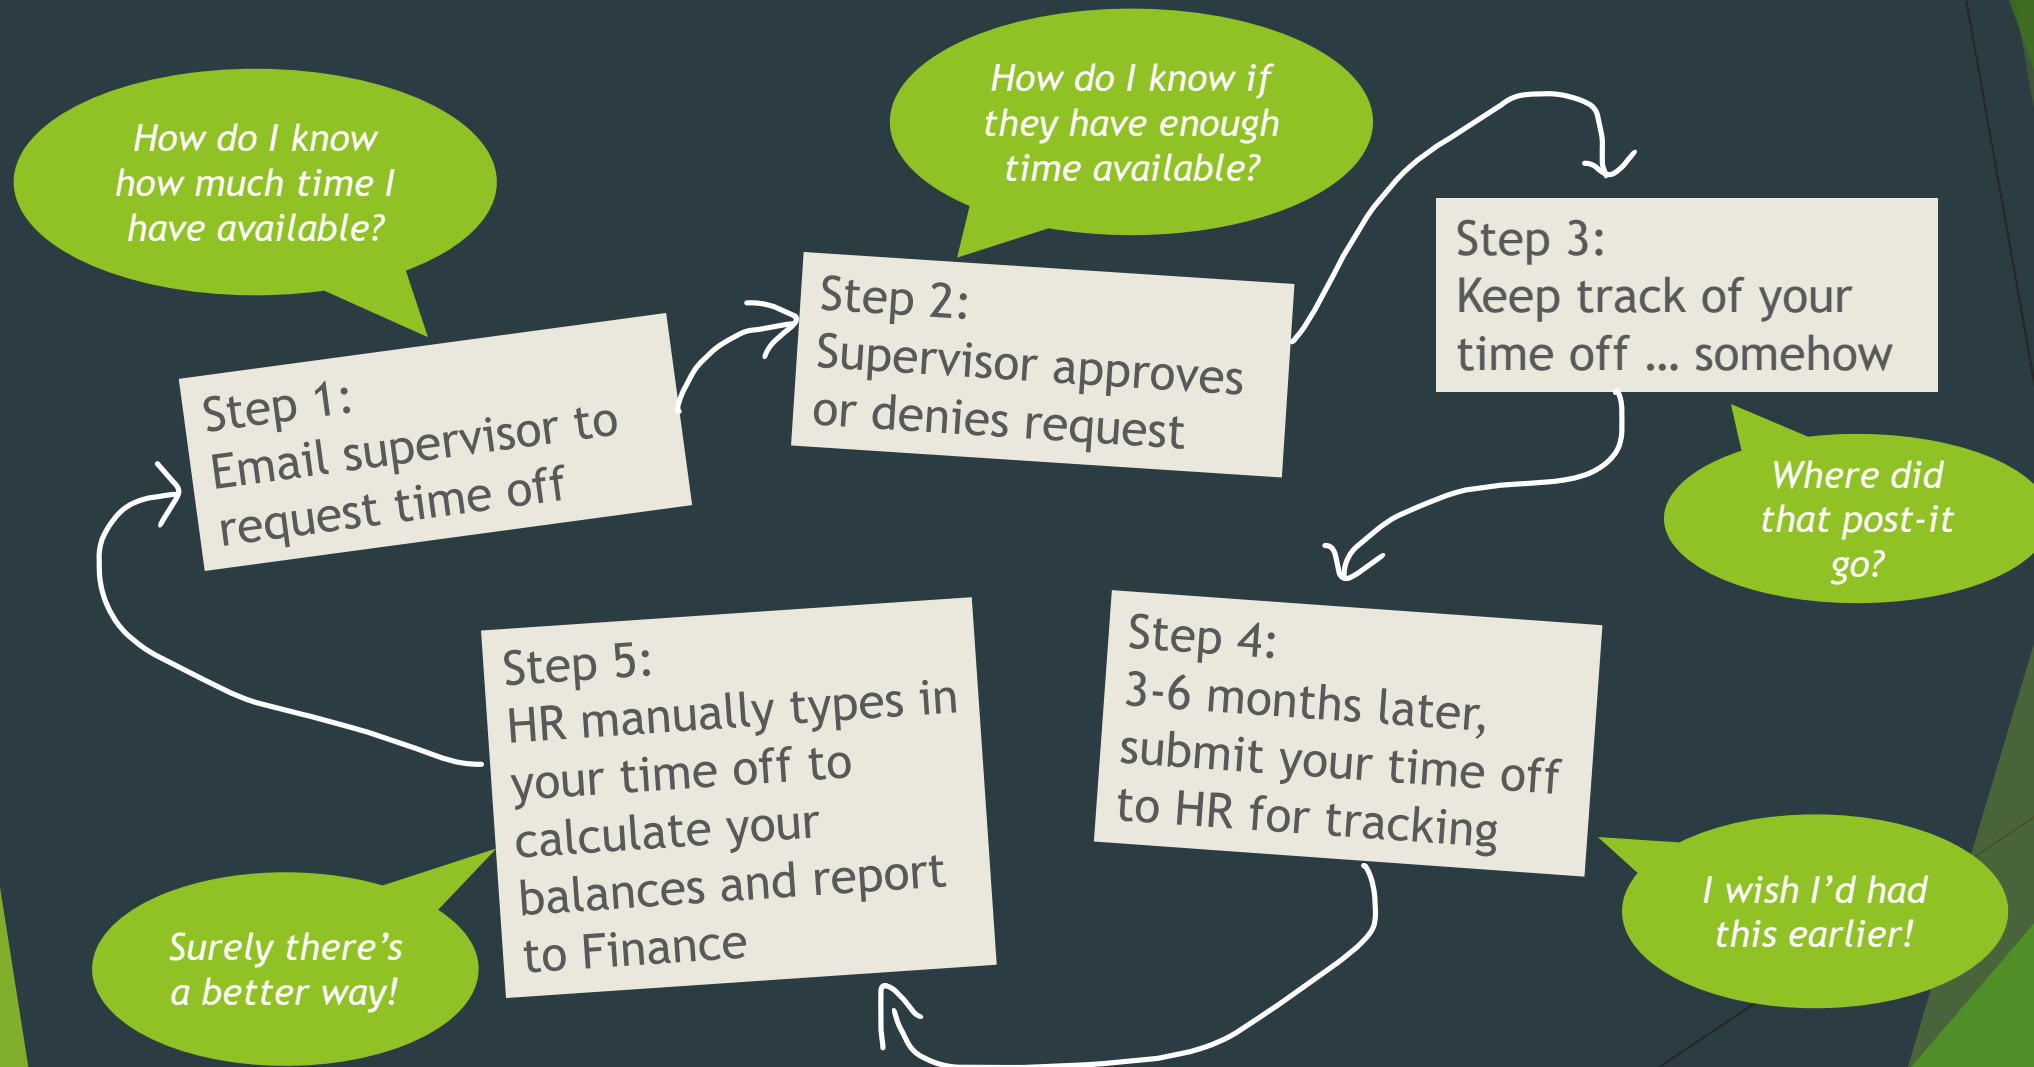 How do I know
how much time I
have available?
Step 1:
Email supervisor to
request time off
How do I know if
they have enough
time available?
Step 2:
Supervisor approves
or denies request
Step 3:
Keep track of your
time off … somehow
Where did
that post-it
go?
Step 4:
3-6 months later,
submit your time off
to HR for tracking
I wish I’d had
this earlier!
Step 5:
HR manually types in
your time off to
calculate your
balances and report
to Finance
Surely there’s
a better way!